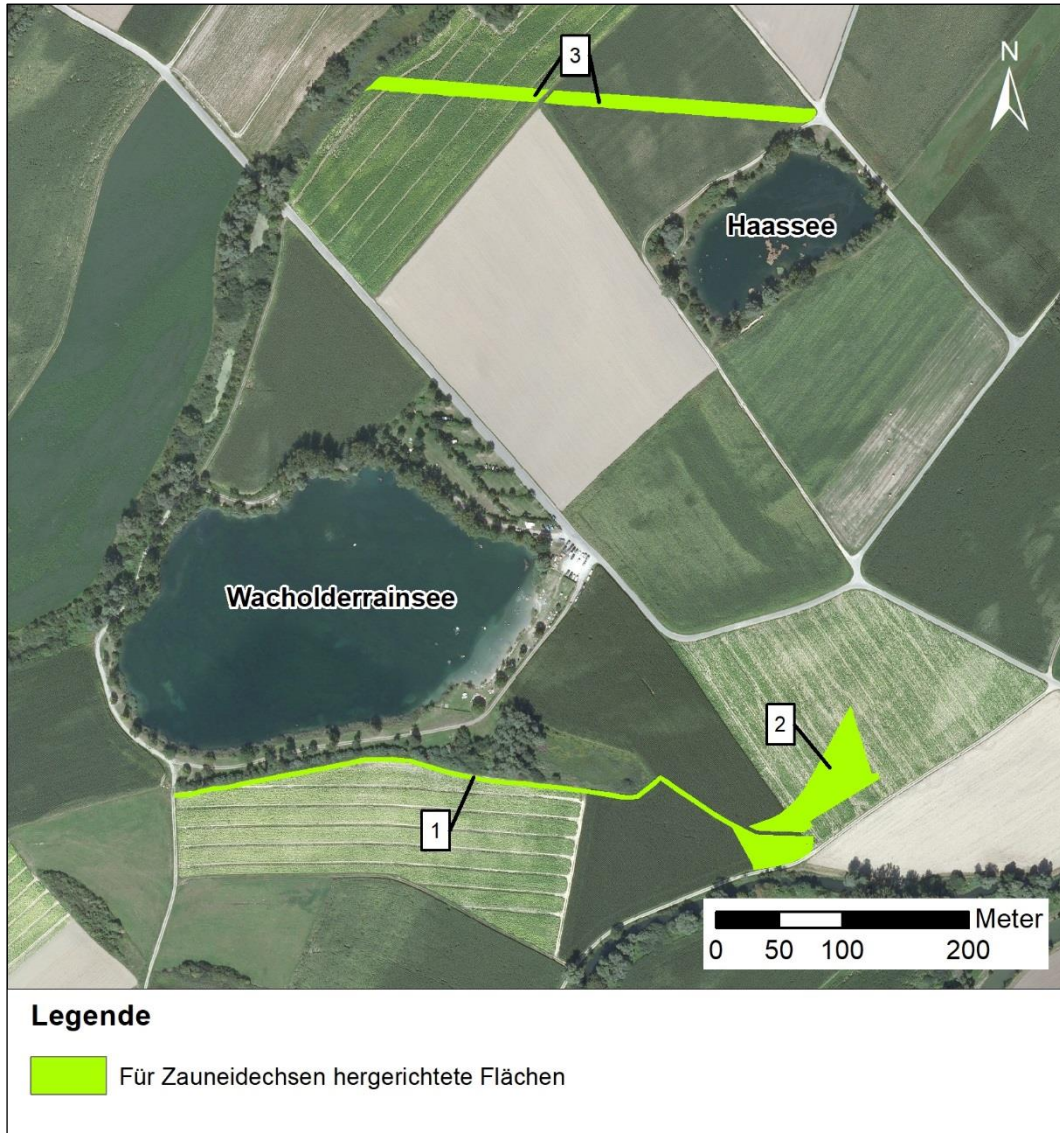 3
N
Haassee
Wacholderrainsee
2
1
Meter
0 50 100 200
Legende
Für Zauneidechsen hergerichtete Flächen